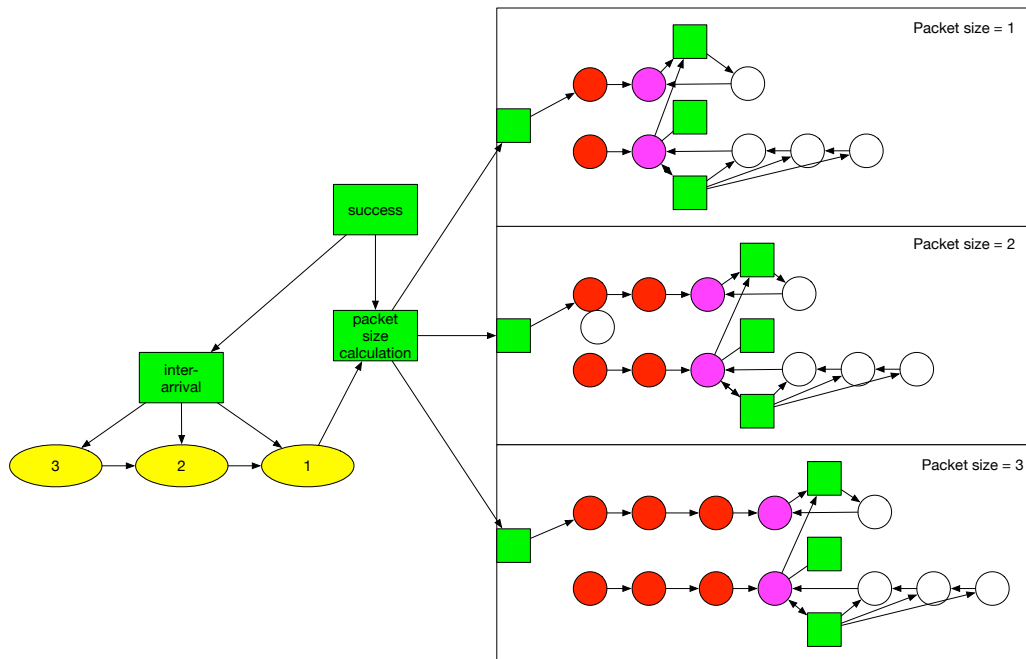 Packet size = 1
success
Packet size = 2
packet
size
calculation
inter-
arrival
3
2
1
Packet size = 3